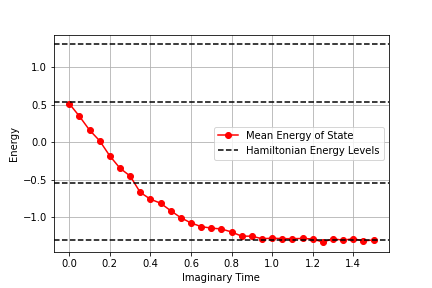 1.0
0.5
0.0
−0.5
−1.0
Energy
Mean Energy of State
Hamiltonian Energy Levels
0.0 0.2 0.4 0.6 0.8 1.0 1.2 1.4
Imaginary Time